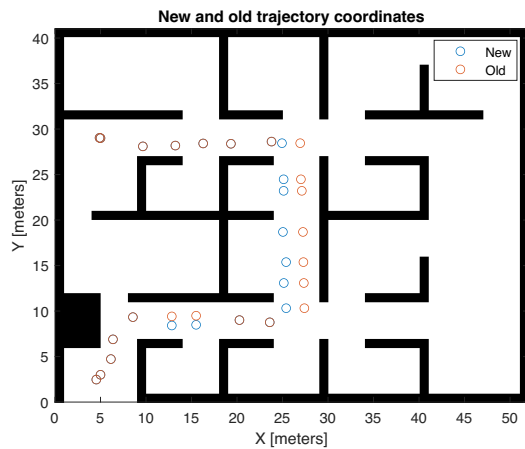 New and old trajectory coordinates
New
Old
Y [meters]
40
35
30
25
20
15
10
5
0
0 5 10 15 20 25 30 35 40 45 50
X [meters]